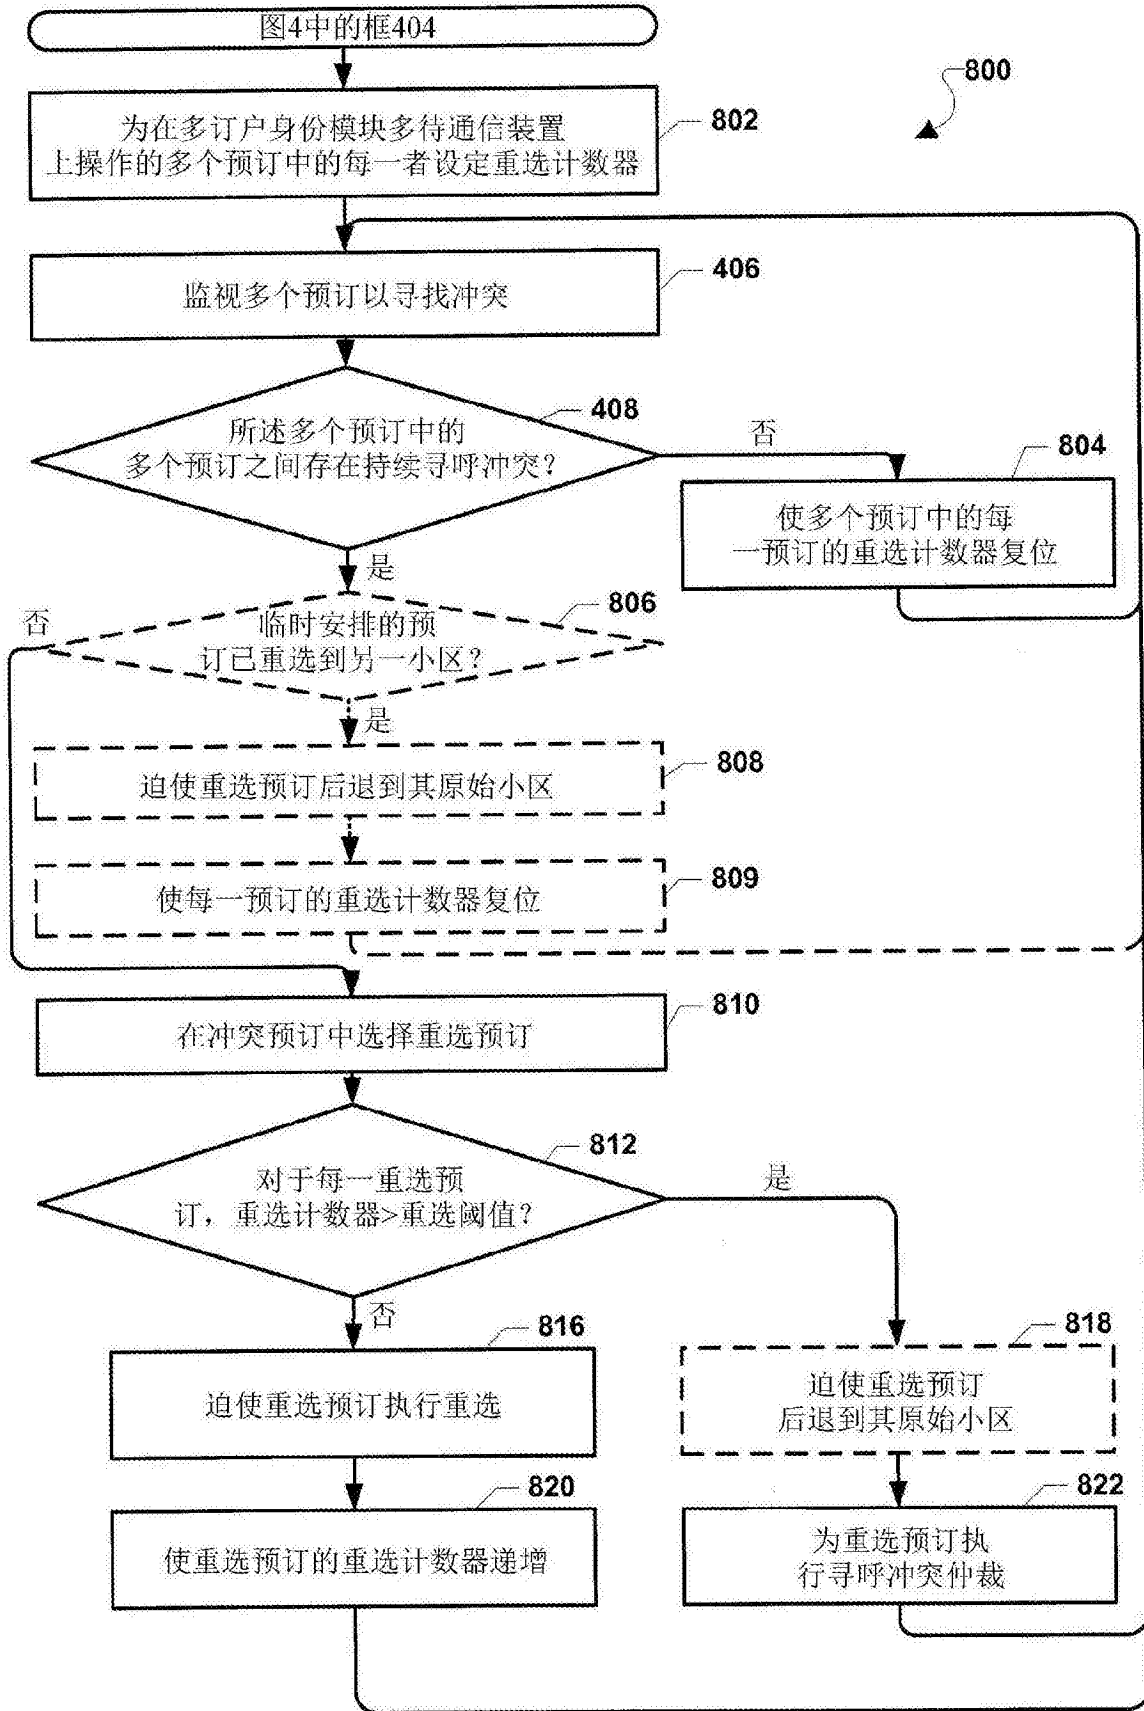 图4中的框404
800
802
为在多订户身份模块多待通信装置
上操作的多个预订中的每一者设定重选计数器
406
监视多个预订以寻找冲突
408
所述多个预订中的
多个预订之间存在持续寻呼冲突?
否
804
使多个预订中的每
一预订的重选计数器复位
是
806
否
临时安排的预
订已重选到另一小区?
是
808
迫使重选预订后退到其原始小区
809
使每一预订的重选计数器复位
810
在冲突预订中选择重选预订
812
对于每一重选预
订，重选计数器>重选阈值?
是
否
816
迫使重选预订执行重选
818
迫使重选预订
后退到其原始小区
820
使重选预订的重选计数器递增
822
为重选预订执
行寻呼冲突仲裁